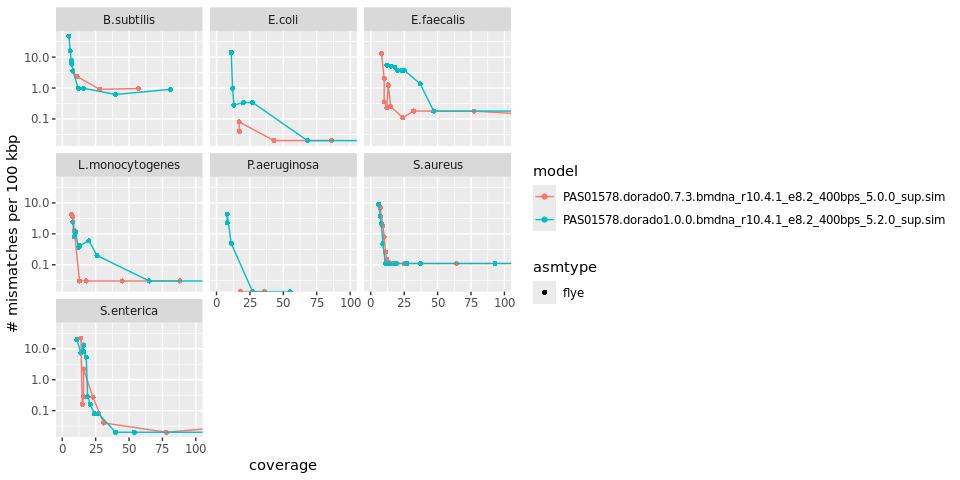 B.subtilis E.coli E.faecalis
10.0
1.0
0.1
L.monocytogenes P.aeruginosa S.aureus
10.0
1.0
0.1
0 25 50 75 100 0 25 50 75 100
S.enterica
10.0
1.0
0.1
0 25 50 75 100
coverage
# mismatches per 100 kbp
model
PAS01578.dorado0.7.3.bmdna_r10.4.1_e8.2_400bps_5.0.0_sup.sim
PAS01578.dorado1.0.0.bmdna_r10.4.1_e8.2_400bps_5.2.0_sup.sim
asmtype
flye